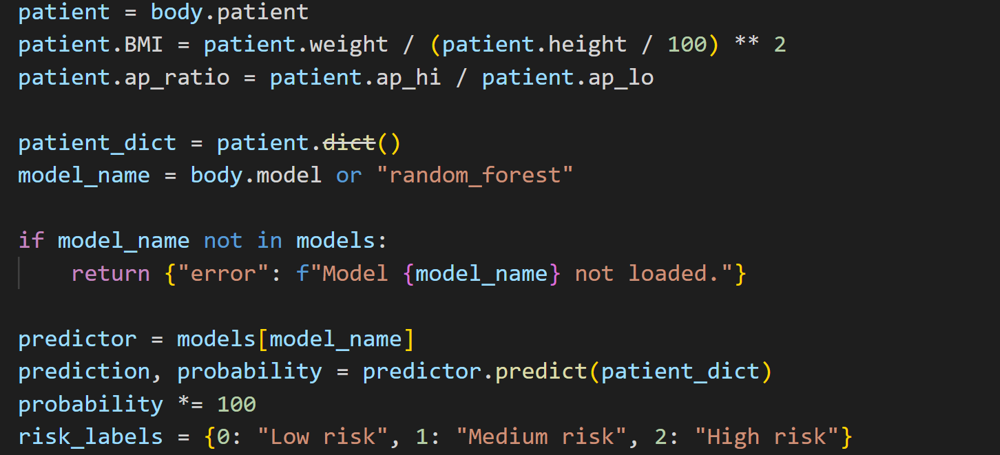 patient = body.patient
patient.BMI = patient.weight / (patient.height / 100) ** 2
patient.ap_ratio = patient.ap_hi / patient.ap_lo
patient_dict = patient.dict()
model_name = body.model or "random_forest"
if model_name not in models:
    return {"error": f"Model {model_name} not loaded."}
predictor = models[model_name]
prediction, probability = predictor.predict(patient_dict)
probability *= 100
risk_labels = {0: "Low risk", 1: "Medium risk", 2: "High risk"}